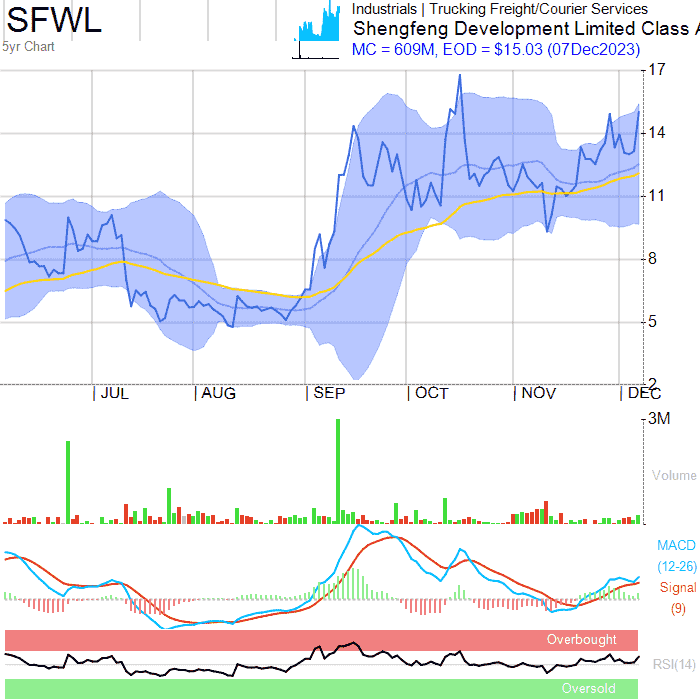 SFWL
5yr Chart
Industrials | Trucking Freight/Courier Services
Shengfeng Development Limited Class A
MC = 609M, EOD = $15.03 (07Dec2023)
17
14
11
8
5
2
JUL AUG SEP OCT NOV DEC
3M
Volume
MACD
(12-26)
Signal
(9)
Overbought
RSI(14)
Oversold